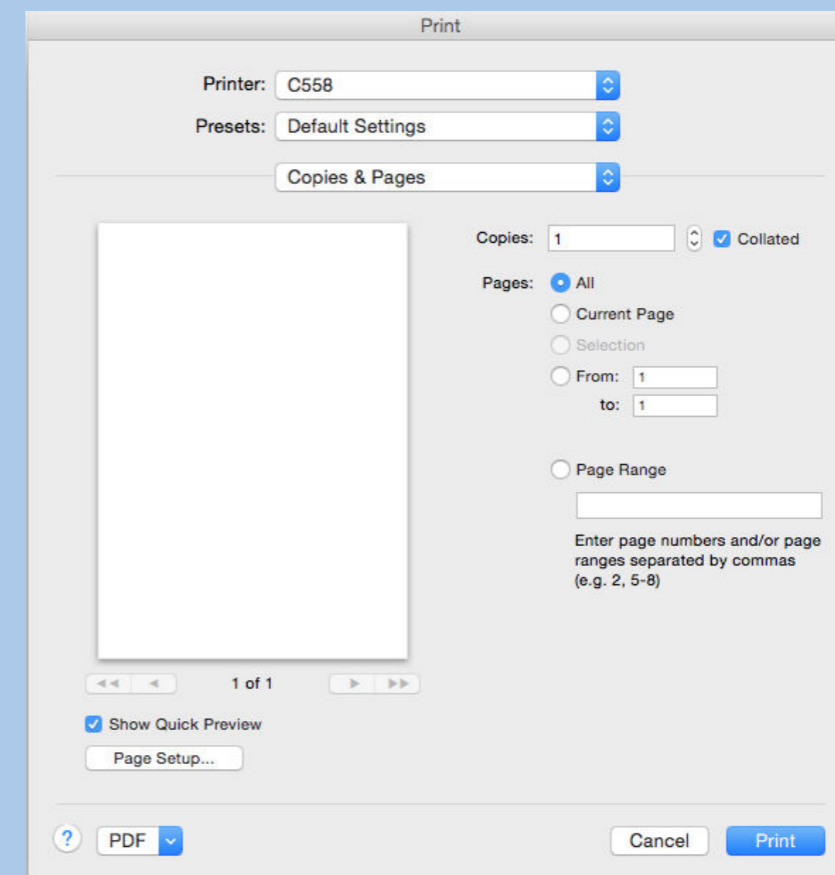 Print
Printer: C558
Presets: Default Settings
Copies & Pages
Copies: 1 Collated
Pages: All
Current Page
Selection
From: 1
to: 1
Page Range
Enter page numbers and/or page
ranges separated by commas
(e.g. 2, 5-8)
1 of 1
Show Quick Preview
Page Setup...
? PDF Cancel Print